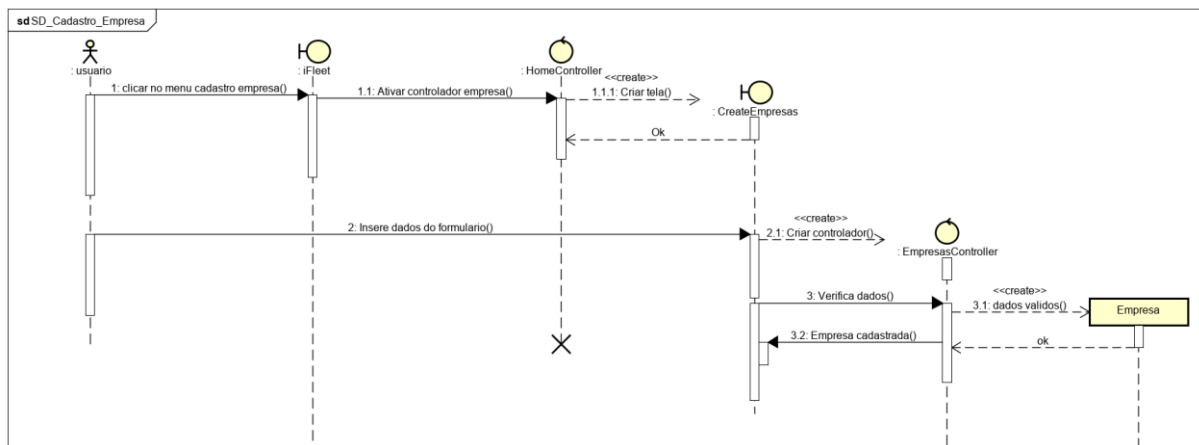 sd SD_Cadastro_Empresa
: usuario
: iFleet
: HomeController
<<create>>
1: clicar no menu cadastro empresa()
1.1: Ativar controlador empresa()
1.1.1: Criar tela()
: CreateEmpresas
Ok
2: Insere dados do formulario()
<<create>>
2.1: Criar controlador()
: EmpresasController
3: Verifica dados()
<<create>>
3.1: dados validos()
Empresa
3.2: Empresa cadastrada()
ok